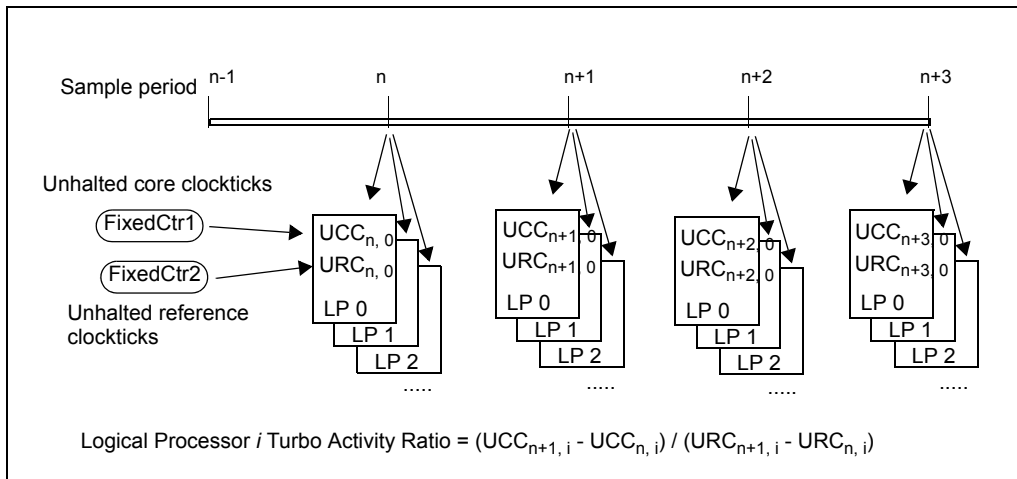 n-1 n n+1 n+2 n+3
Sample period
Unhalted core clockticks
FixedCtr1
FixedCtr2
Unhalted reference
clockticks
UCCn, 0
URCn, 0
LP 0
LP 1
LP 2
.....
UCCn+1, 0
URCn+1, 0
LP 0
LP 1
LP 2
.....
UCCn+2, 0
URCn+2, 0
LP 0
LP 1
LP 2
.....
UCCn+3, 0
URCn+3, 0
LP 0
LP 1
LP 2
.....
Logical Processor i Turbo Activity Ratio = (UCCn+1, i - UCCn, i) / (URCn+1, i - URCn, i)